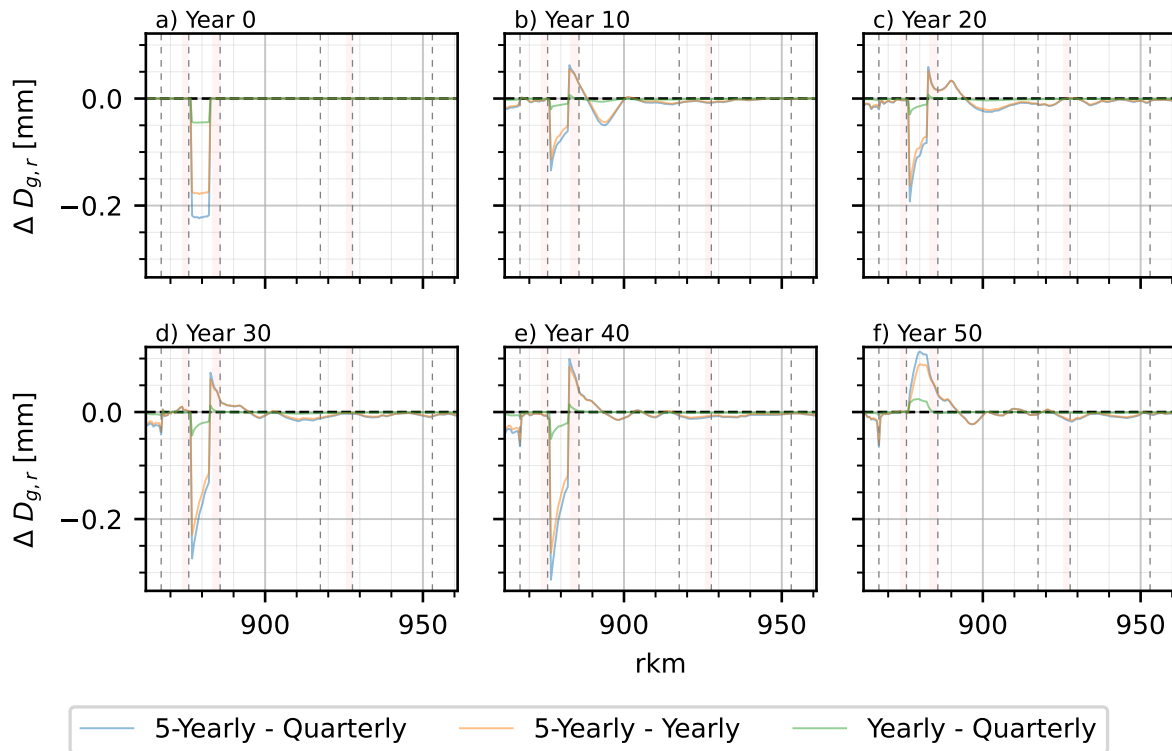 a) Year 0
b) Year 10
c) Year 20
Δ D_{g,r} [mm]
0.0
−0.2
d) Year 30
e) Year 40
f) Year 50
Δ D_{g,r} [mm]
0.0
−0.2
900 950 900 950 900 950
rkm
5-Yearly - Quarterly 5-Yearly - Yearly Yearly - Quarterly